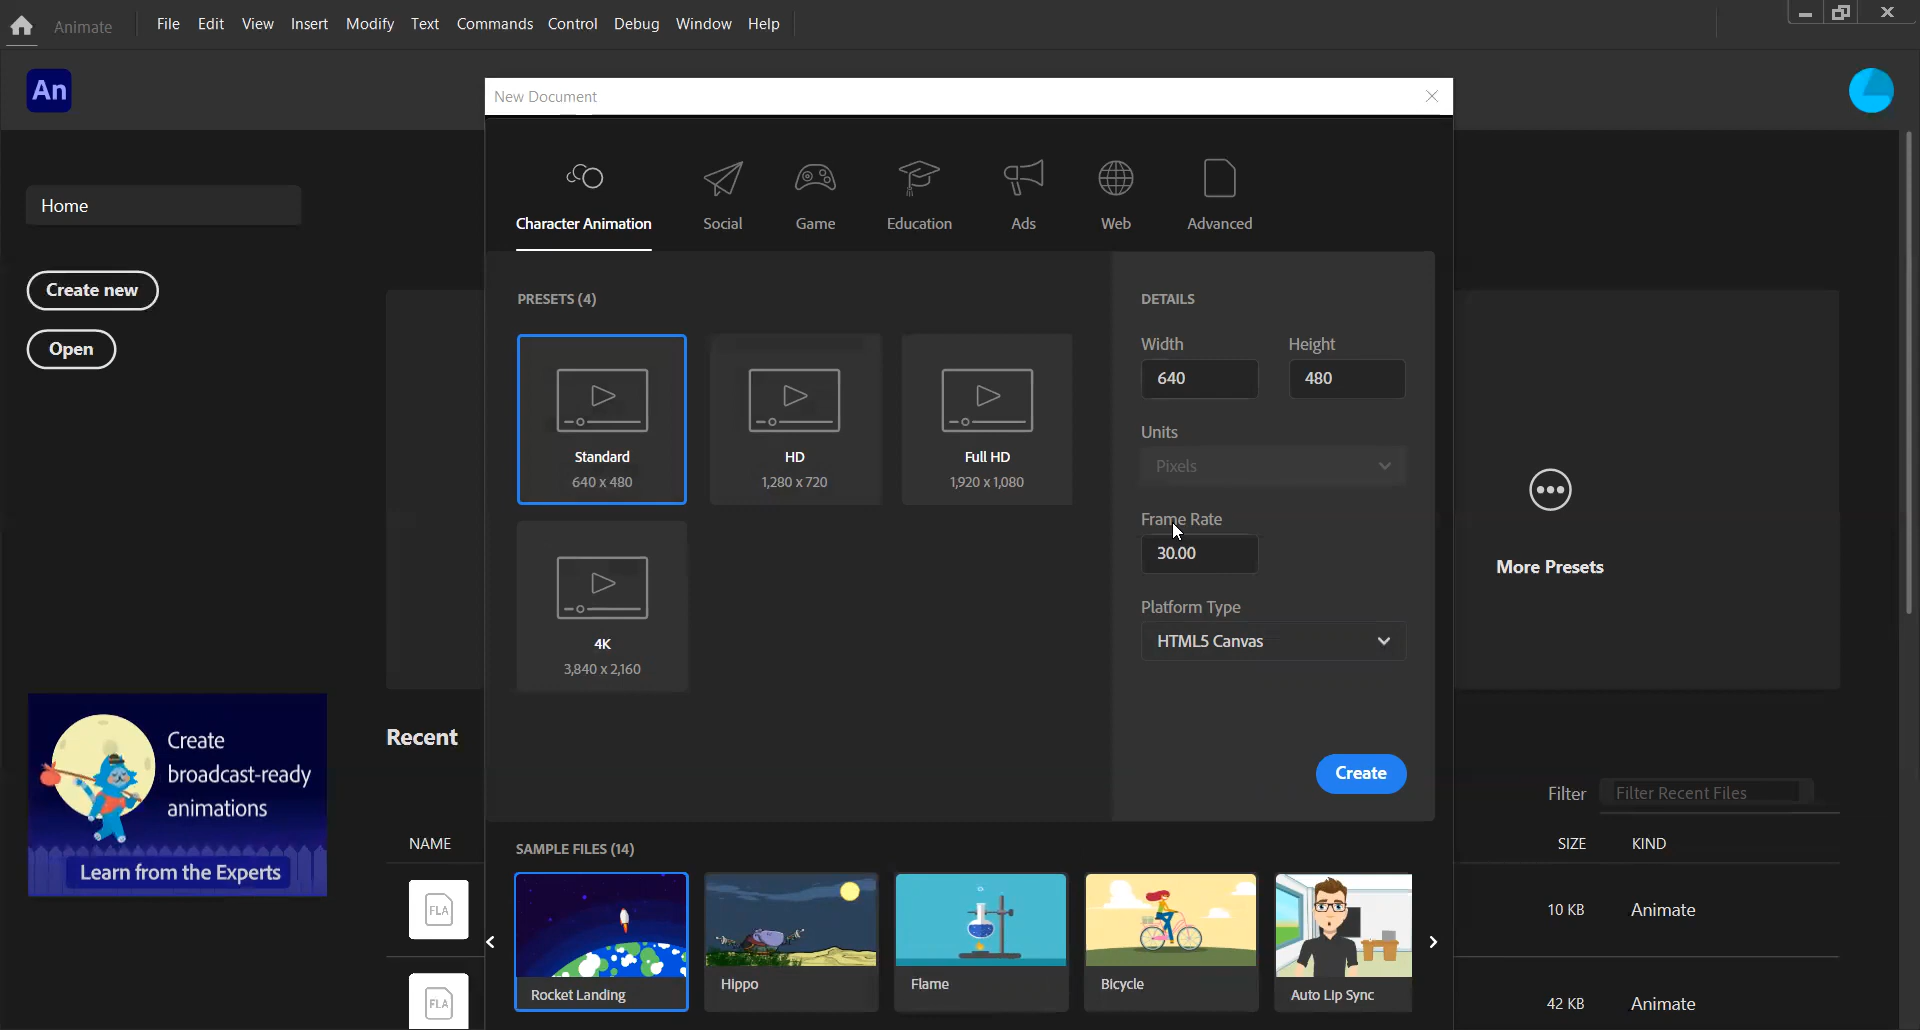 Animate
File Edit View Insert Modify Text Commands Control Debug Window Help
An
New Document
Home
Create new
Open
Character Animation
Social
Game
Education
Ads
Web
Advanced
PRESETS (4)
Standard
640 x 480
HD
1,280 x 720
Full HD
1,920 x 1,080
4K
3,840 x 2,160
DETAILS
Width
Height
640
480
Units
Pixels
Frame Rate
30.00
Platform Type
HTML5 Canvas
Create
More Presets
Create
broadcast-ready
animations
Learn from the Experts
Recent
Filter
Filter Recent Files
NAME
SIZE
KIND
FLA
10 KB
Animate
FLA
42 KB
Animate
SAMPLE FILES (14)
Rocket Landing
Hippo
Flame
Bicycle
Auto Lip Sync